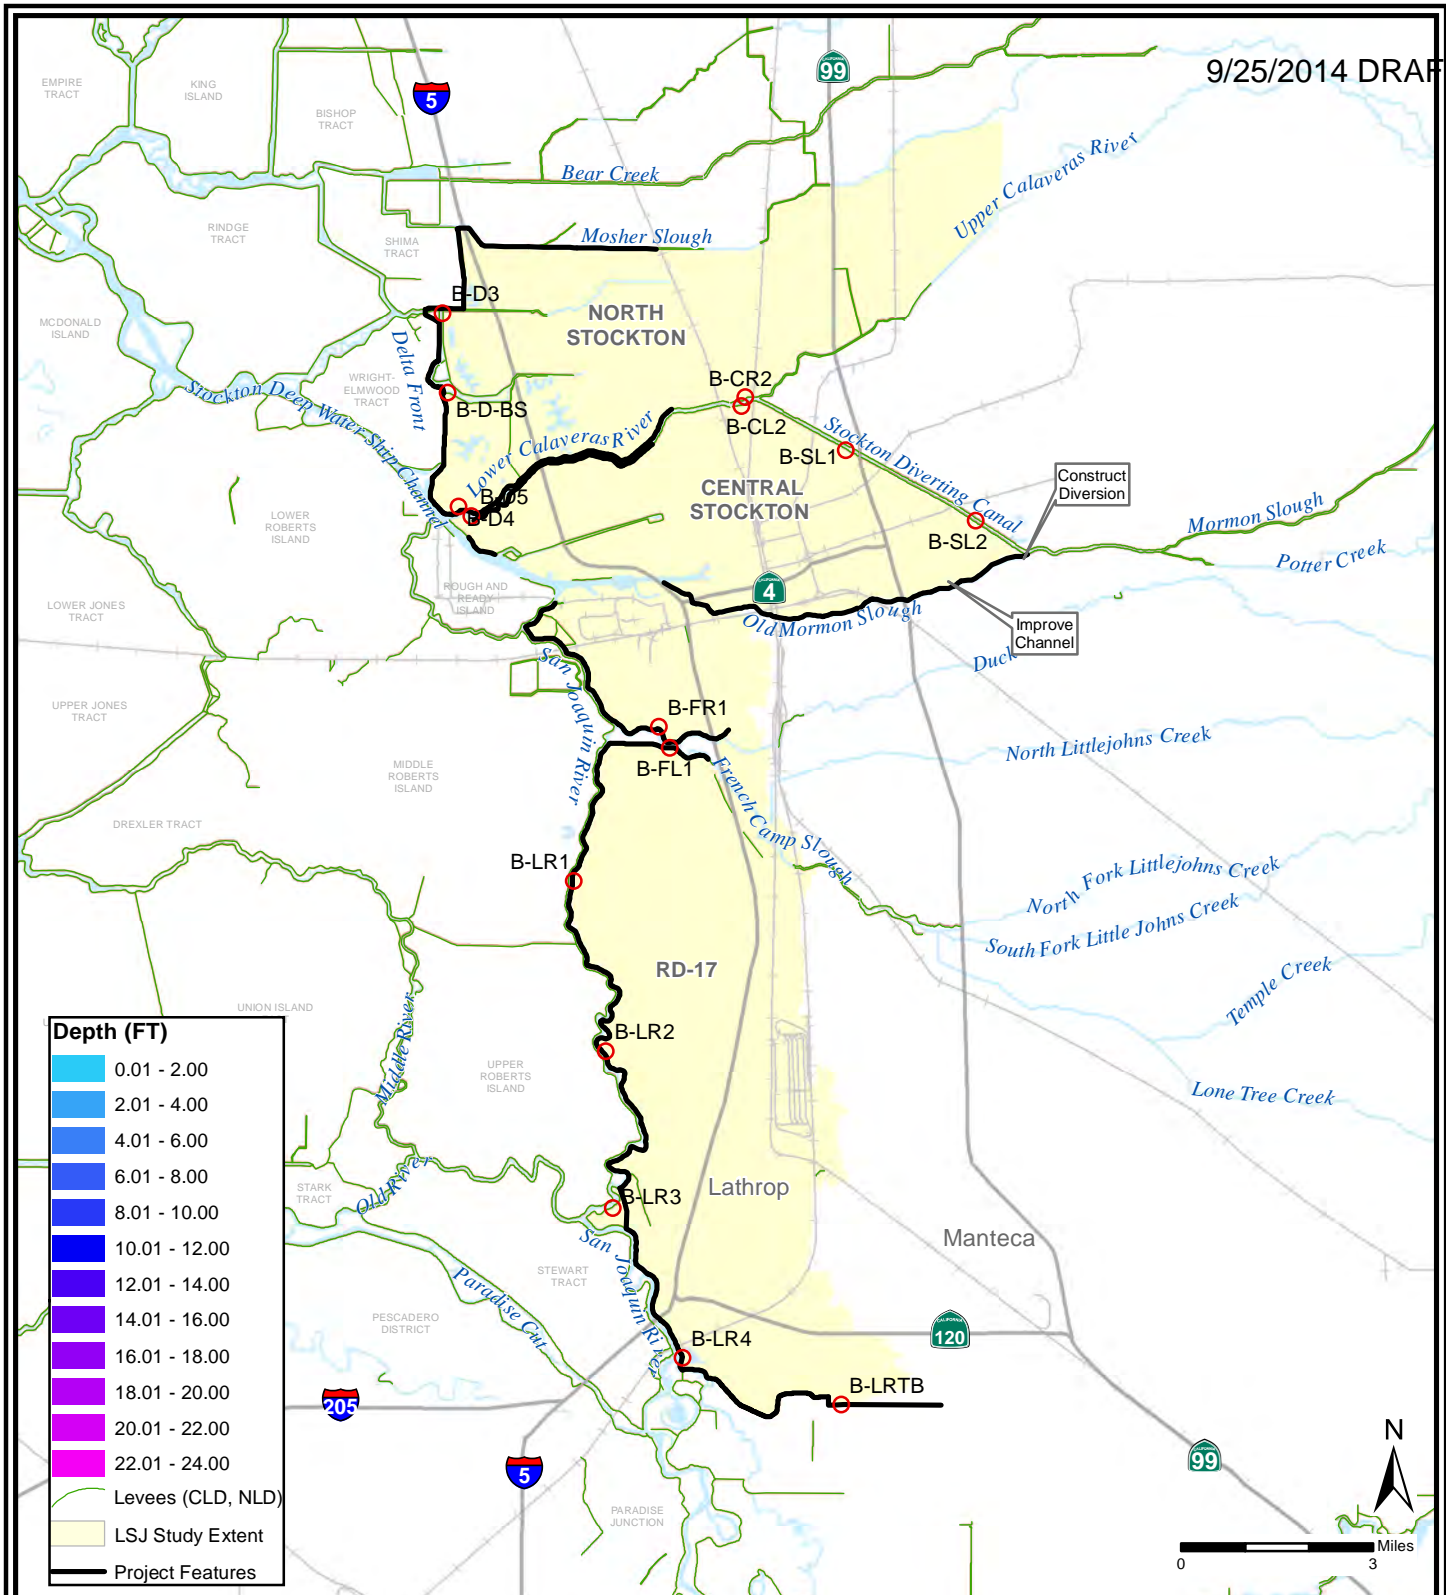 9/25/2014 DRAF
EMPIRE
TRACT
KING
ISLAND
BISHOP
TRACT
5
CALIFORNIA
99
Bear Creek
Upper Calaveras River
RINDGE
TRACT
SHIMA
TRACT
Mosher Slough
B-D3
NORTH
STOCKTON
MCDONALD
ISLAND
Delta Front
WRIGHT-
ELMWOOD
TRACT
Stockton Deep Water Ship Channel
B-D-BS
B-CR2
B-CL2
Lower Calaveras River
Stockton Diverting Canal
B-SL1
Construct
Diversion
CENTRAL
STOCKTON
B-D5
B-D4
B-SL2
Mormon Slough
Potter Creek
LOWER
ROBERTS
ISLAND
ROUGH AND
READY
ISLAND
LOWER JONES
TRACT
CALIFORNIA
4
Old Mormon Slough
Improve
Channel
Duck
San Joaquin River
UPPER JONES
TRACT
B-FR1
B-FL1
North Littlejohns Creek
MIDDLE
ROBERTS
ISLAND
French Camp Slough
DREXLER TRACT
B-LR1
North Fork Littlejohns Creek
South Fork Little Johns Creek
RD-17
Temple Creek
UNION ISLAND
Middle River
B-LR2
UPPER
ROBERTS
ISLAND
Lone Tree Creek
STARK
TRACT
Old River
B-LR3
Lathrop
San Joaquin River
Manteca
STEWART
TRACT
Paradise Cut
PESCADERO
DISTRICT
B-LR4
CALIFORNIA
120
B-LRTB
205
5
CALIFORNIA
99
PARADISE
JUNCTION
N
Miles
0
3
Depth (FT)
0.01 - 2.00
2.01 - 4.00
4.01 - 6.00
6.01 - 8.00
8.01 - 10.00
10.01 - 12.00
12.01 - 14.00
14.01 - 16.00
16.01 - 18.00
18.01 - 20.00
20.01 - 22.00
22.01 - 24.00
Levees (CLD, NLD)
LSJ Study Extent
Project Features